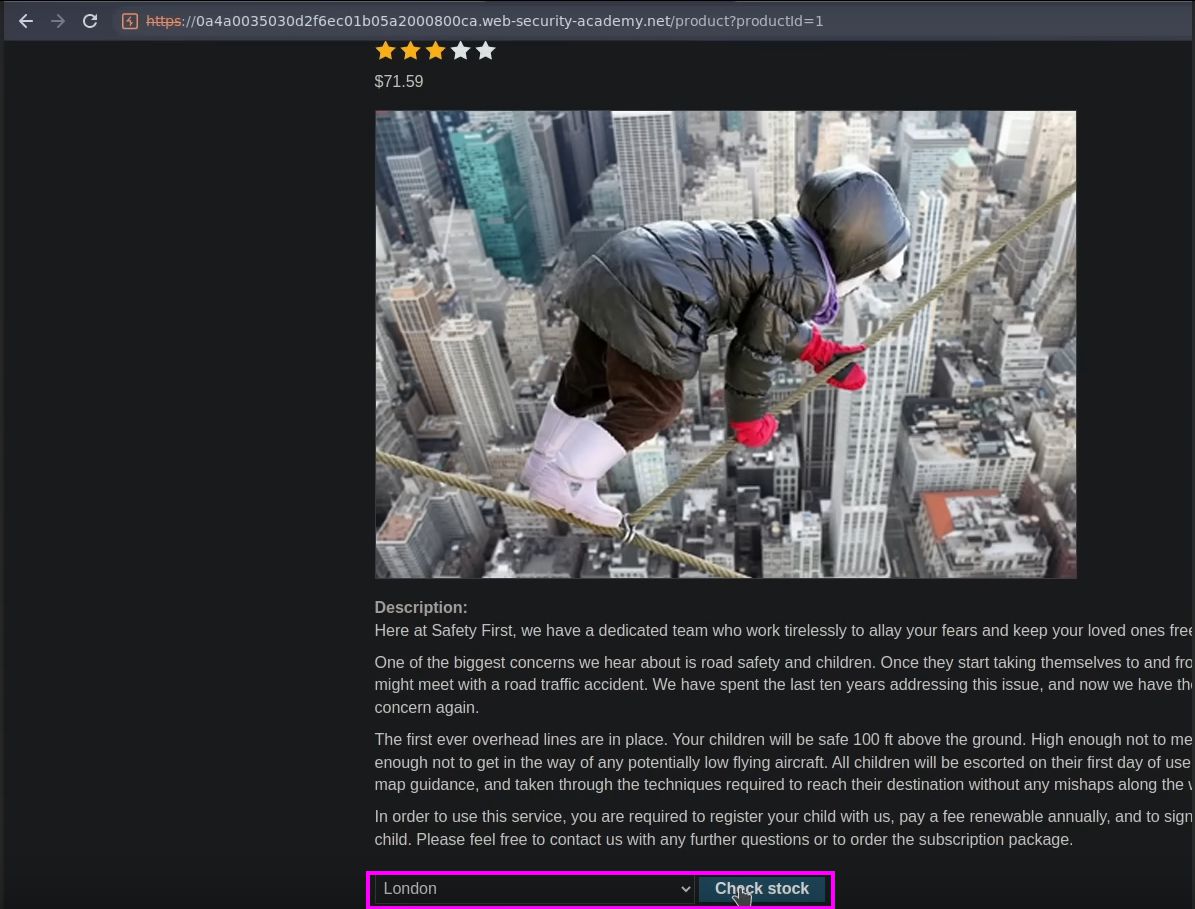 https://0a4a0035030d2f6ec01b05a2000800ca.web-security-academy.net/product?productId=1
$71.59
Description:
Here at Safety First, we have a dedicated team who work tirelessly to allay your fears and keep your loved ones free
One of the biggest concerns we hear about is road safety and children. Once they start taking themselves to and fro
might meet with a road traffic accident. We have spent the last ten years addressing this issue, and now we have the
concern again.
The first ever overhead lines are in place. Your children will be safe 100 ft above the ground. High enough not to me
enough not to get in the way of any potentially low flying aircraft. All children will be escorted on their first day of use
map guidance, and taken through the techniques required to reach their destination without any mishaps along the
In order to use this service, you are required to register your child with us, pay a fee renewable annually, and to sign
child. Please feel free to contact us with any further questions or to order the subscription package.
London
Check stock